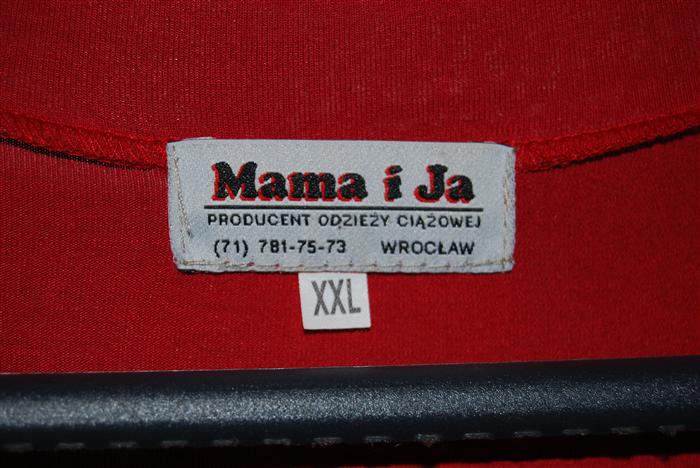 Mama i Ja
PRODUCENT ODZIEŻY CIĄŻOWEJ
(71) 781-75-73 WROCŁAW
XXL